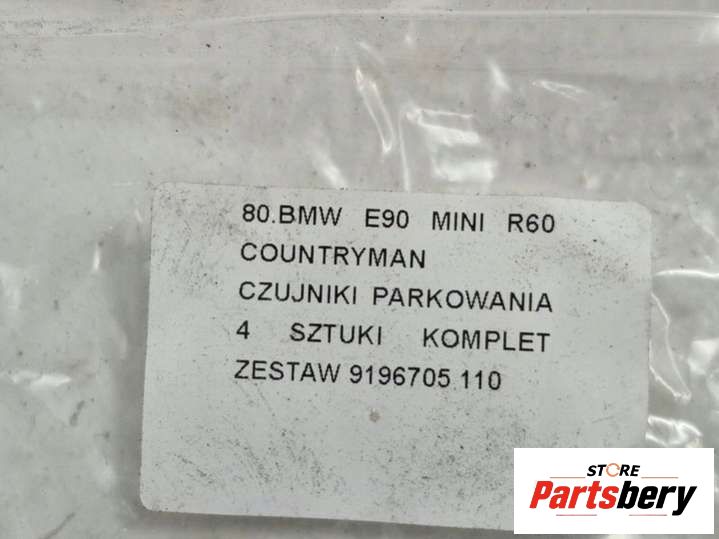 80.BMW E90 MINI R60
COUNTRYMAN
CZUJNIKI PARKOWANIA
4 SZTUKI KOMPLET
ZESTAW 9196705 110
STORE
Partsbery